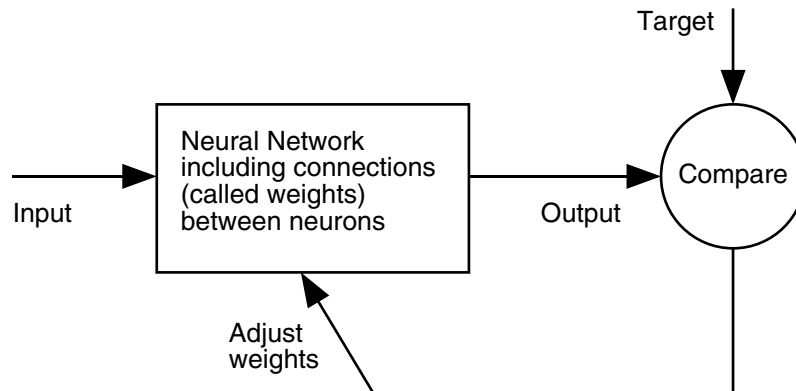 Target
Neural Network
including connections
(called weights)
between neurons
Compare
Input
Output
Adjust
weights